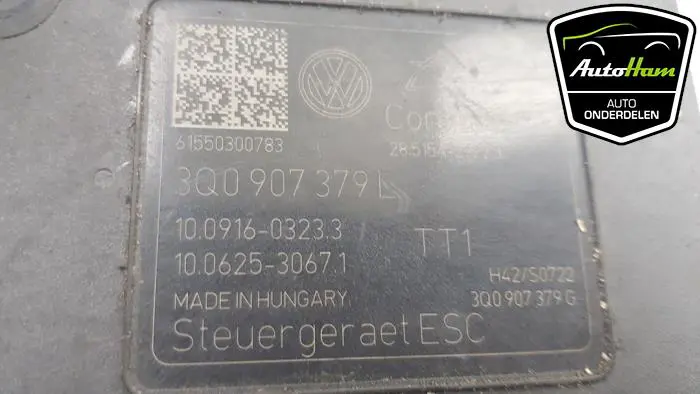 AutoHam
AUTO
ONDERDELEN
61550300783
3Q0 907 379
10.0916-0323.3
TT1
10.0625-3067.1
H42/S0722
MADE IN HUNGARY
3Q0 907 379 G
Steuergeraet ESC